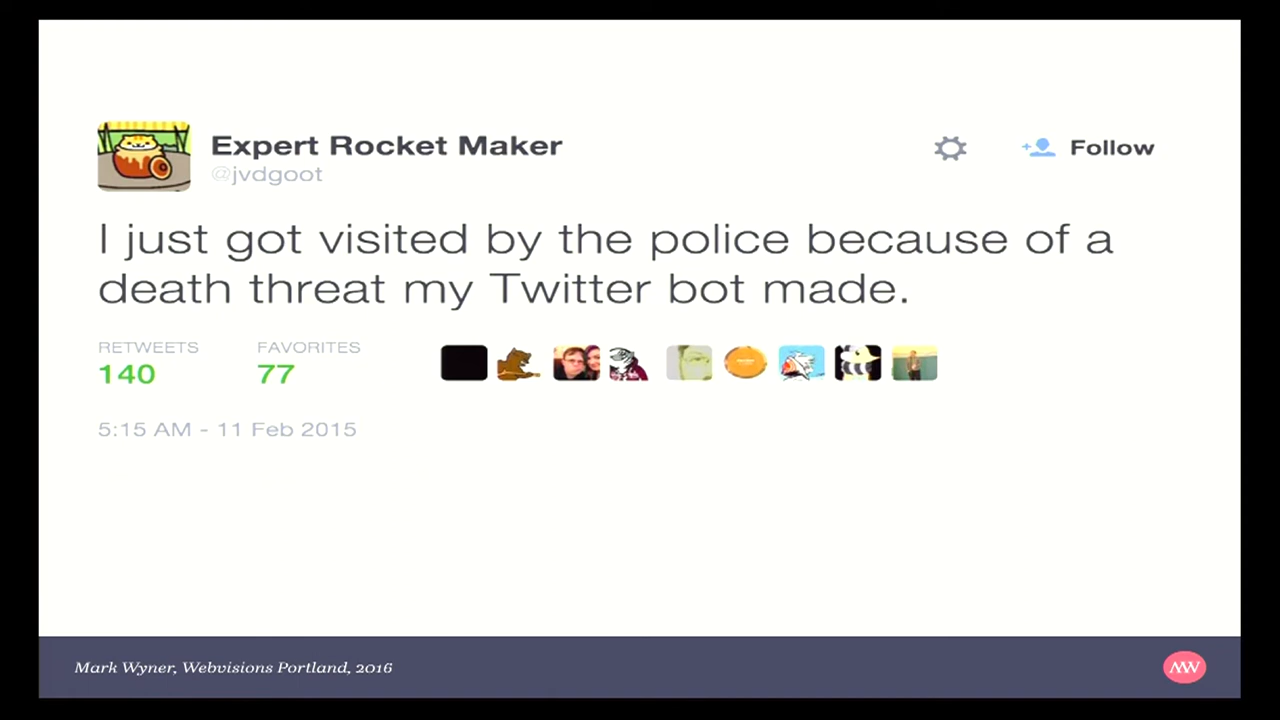 Expert Rocket Maker
@jvdgoot
Follow
I just got visited by the police because of a
death threat my Twitter bot made.
RETWEETS FAVORITES
140 77
5:15 AM - 11 Feb 2015
Mark Wyner, Webvisions Portland, 2016
MW